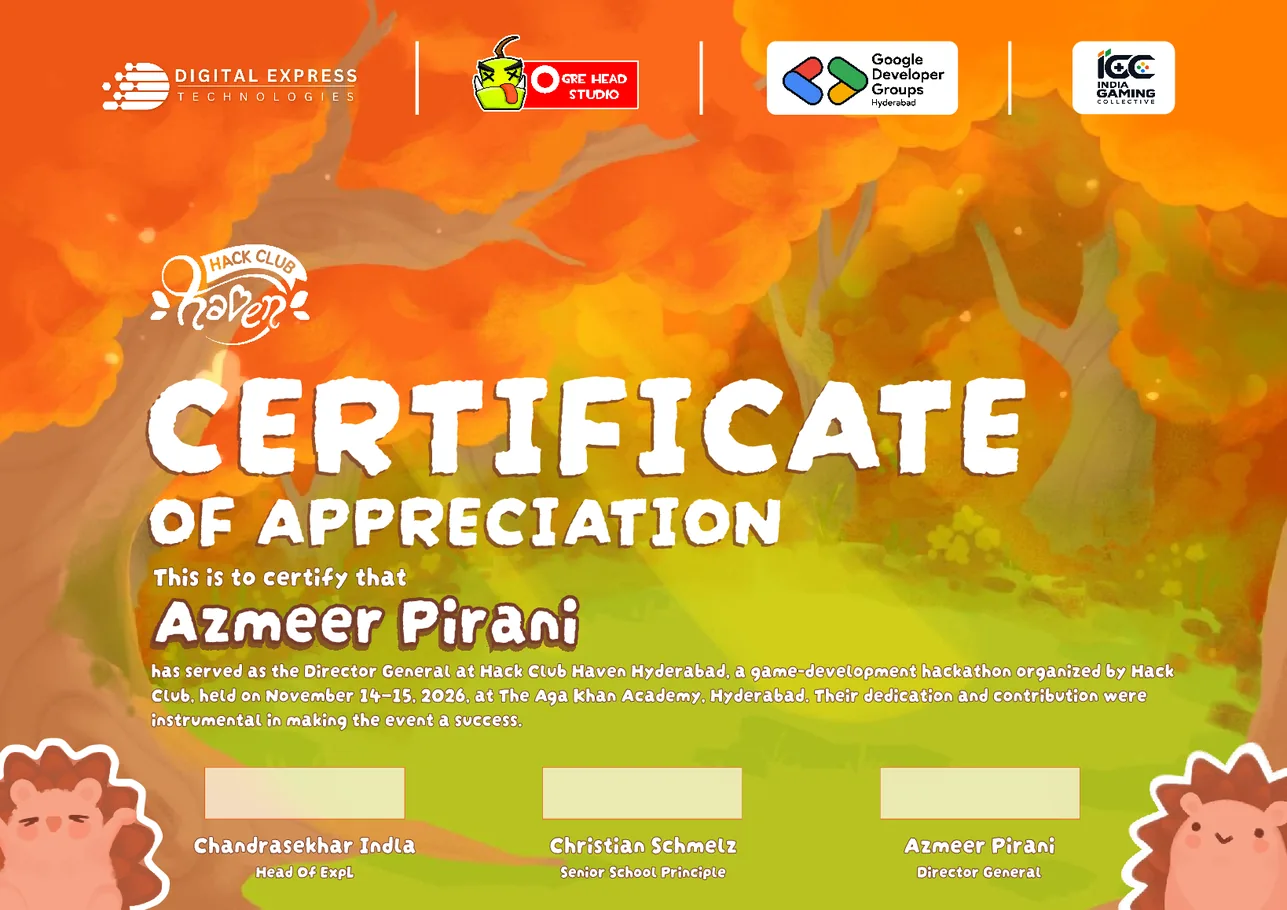 DIGITAL EXPRESS
TECHNOLOGIES
OGRE HEAD
STUDIO
Google
Developer
Groups
Hyderabad
IGC
INDIA
GAMING
COLLECTIVE
HACK CLUB
haven
CERTIFICATE
OF APPRECIATION
This is to certify that
Azmeer Pirani
has served as the Director General at Hack Club Haven Hyderabad, a game-development hackathon organized by Hack
Club, held on November 14–15, 2026, at The Aga Khan Academy, Hyderabad. Their dedication and contribution were
instrumental in making the event a success.
Chandrasekhar Indla
Head Of ExpL
Christian Schmelz
Senior School Principle
Azmeer Pirani
Director General